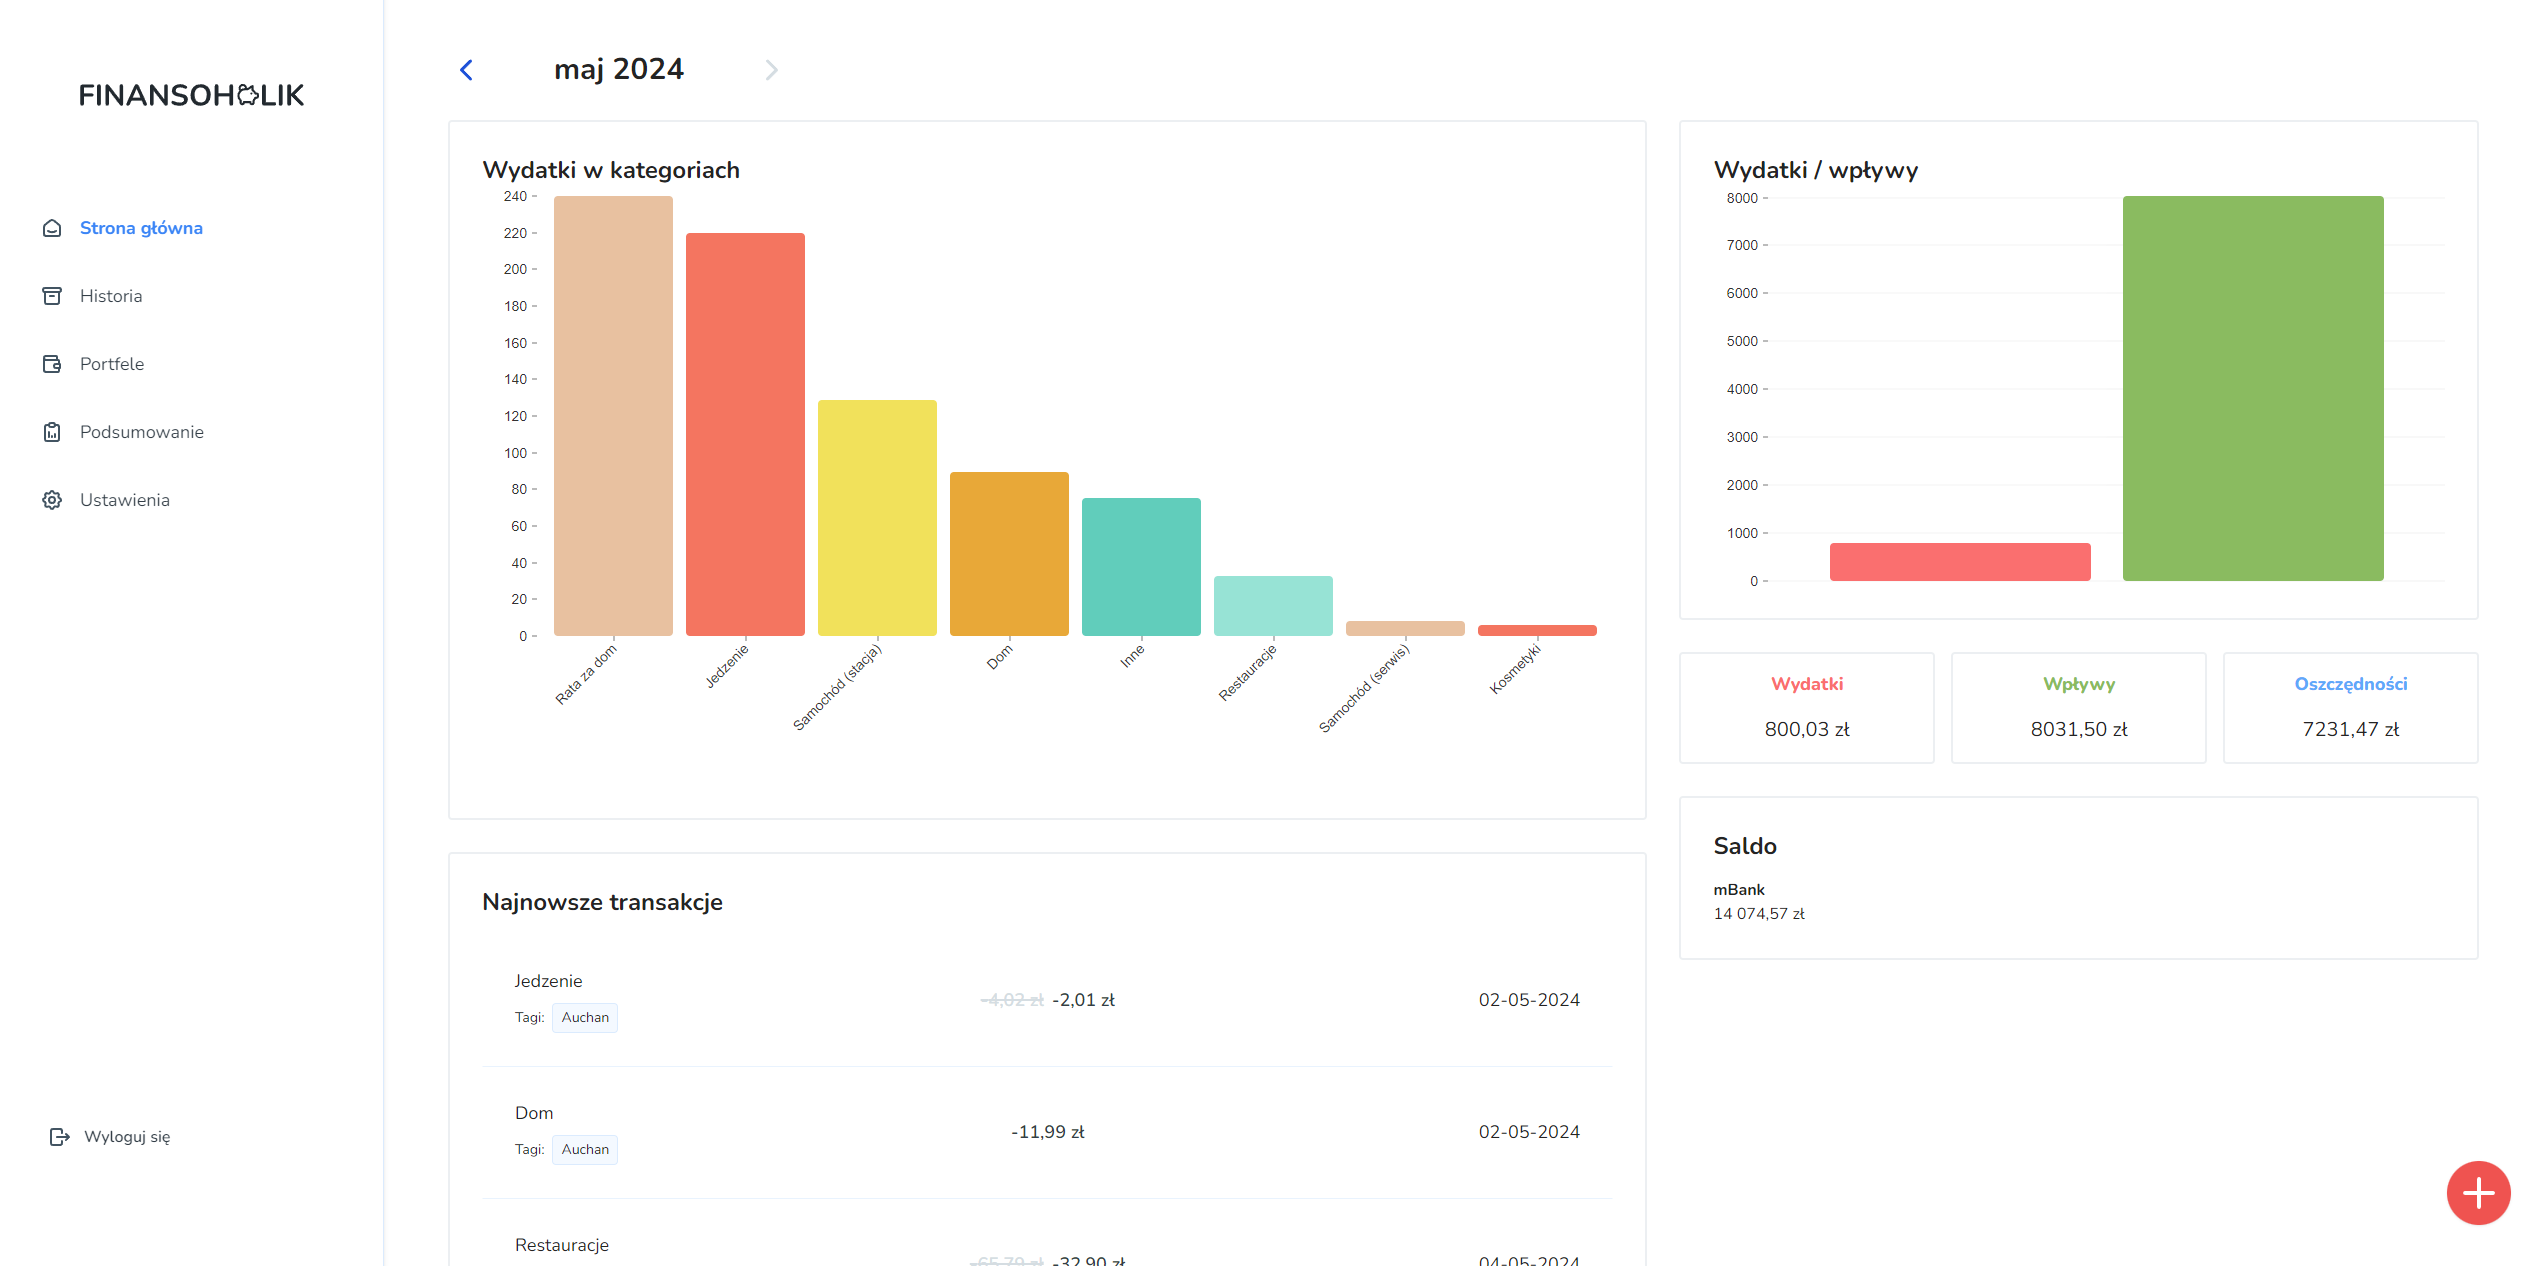 FINANSOHOLIK
Strona główna
Historia
Portfele
Podsumowanie
Ustawienia
Wyloguj się
maj 2024
Wydatki w kategoriach
240
220
200
180
160
140
120
100
80
60
40
20
0
Rata za dom
Jedzenie
Samochód (stacja)
Dom
Inne
Restauracje
Samochód (serwis)
Kosmetyki
Najnowsze transakcje
Jedzenie
Tagi: Auchan
-4,02 zł -2,01 zł
02-05-2024
Dom
Tagi: Auchan
-11,99 zł
02-05-2024
Restauracje
-65,79 zł -32,90 zł
04-05-2024
Wydatki / wpływy
8000
7000
6000
5000
4000
3000
2000
1000
0
Wydatki
800,03 zł
Wpływy
8031,50 zł
Oszczędności
7231,47 zł
Saldo
mBank
14 074,57 zł